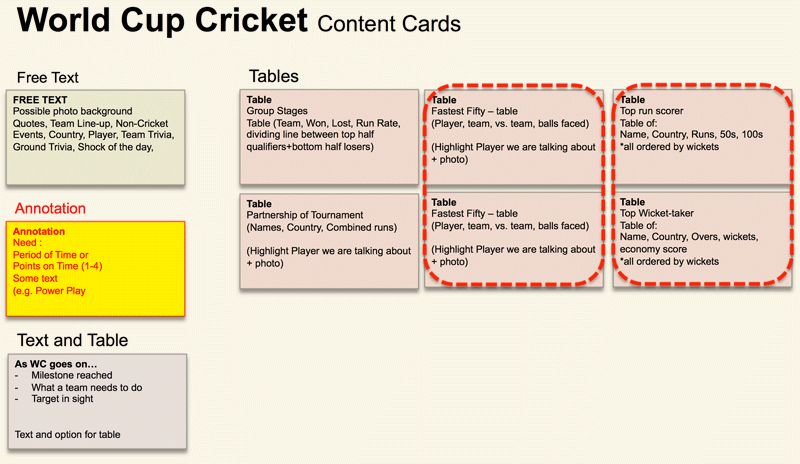 World Cup Cricket Content Cards
Free Text
FREE TEXT
Possible photo background
Quotes, Team Line-up, Non-Cricket
Events, Country, Player, Team Trivia,
Ground Trivia, Shock of the day,
Annotation
Annotation
Need :
Period of Time or
Points on Time (1-4)
Some text
(e.g. Power Play
Text and Table
As WC goes on…
- Milestone reached
- What a team needs to do
- Target in sight
Text and option for table
Tables
Table
Group Stages
Table (Team, Won, Lost, Run Rate,
dividing line between top half
qualifiers+bottom half losers)
Table
Fastest Fifty – table
(Player, team, vs. team, balls faced)
(Highlight Player we are talking about
+ photo)
Table
Top run scorer
Table of:
Name, Country, Runs, 50s, 100s
*all ordered by wickets
Table
Partnership of Tournament
(Names, Country, Combined runs)
(Highlight Player we are talking about
+ photo)
Table
Fastest Fifty – table
(Player, team, vs. team, balls faced)
(Highlight Player we are talking about
+ photo)
Table
Top Wicket-taker
Table of:
Name, Country, Overs, wickets,
economy score
*all ordered by wickets